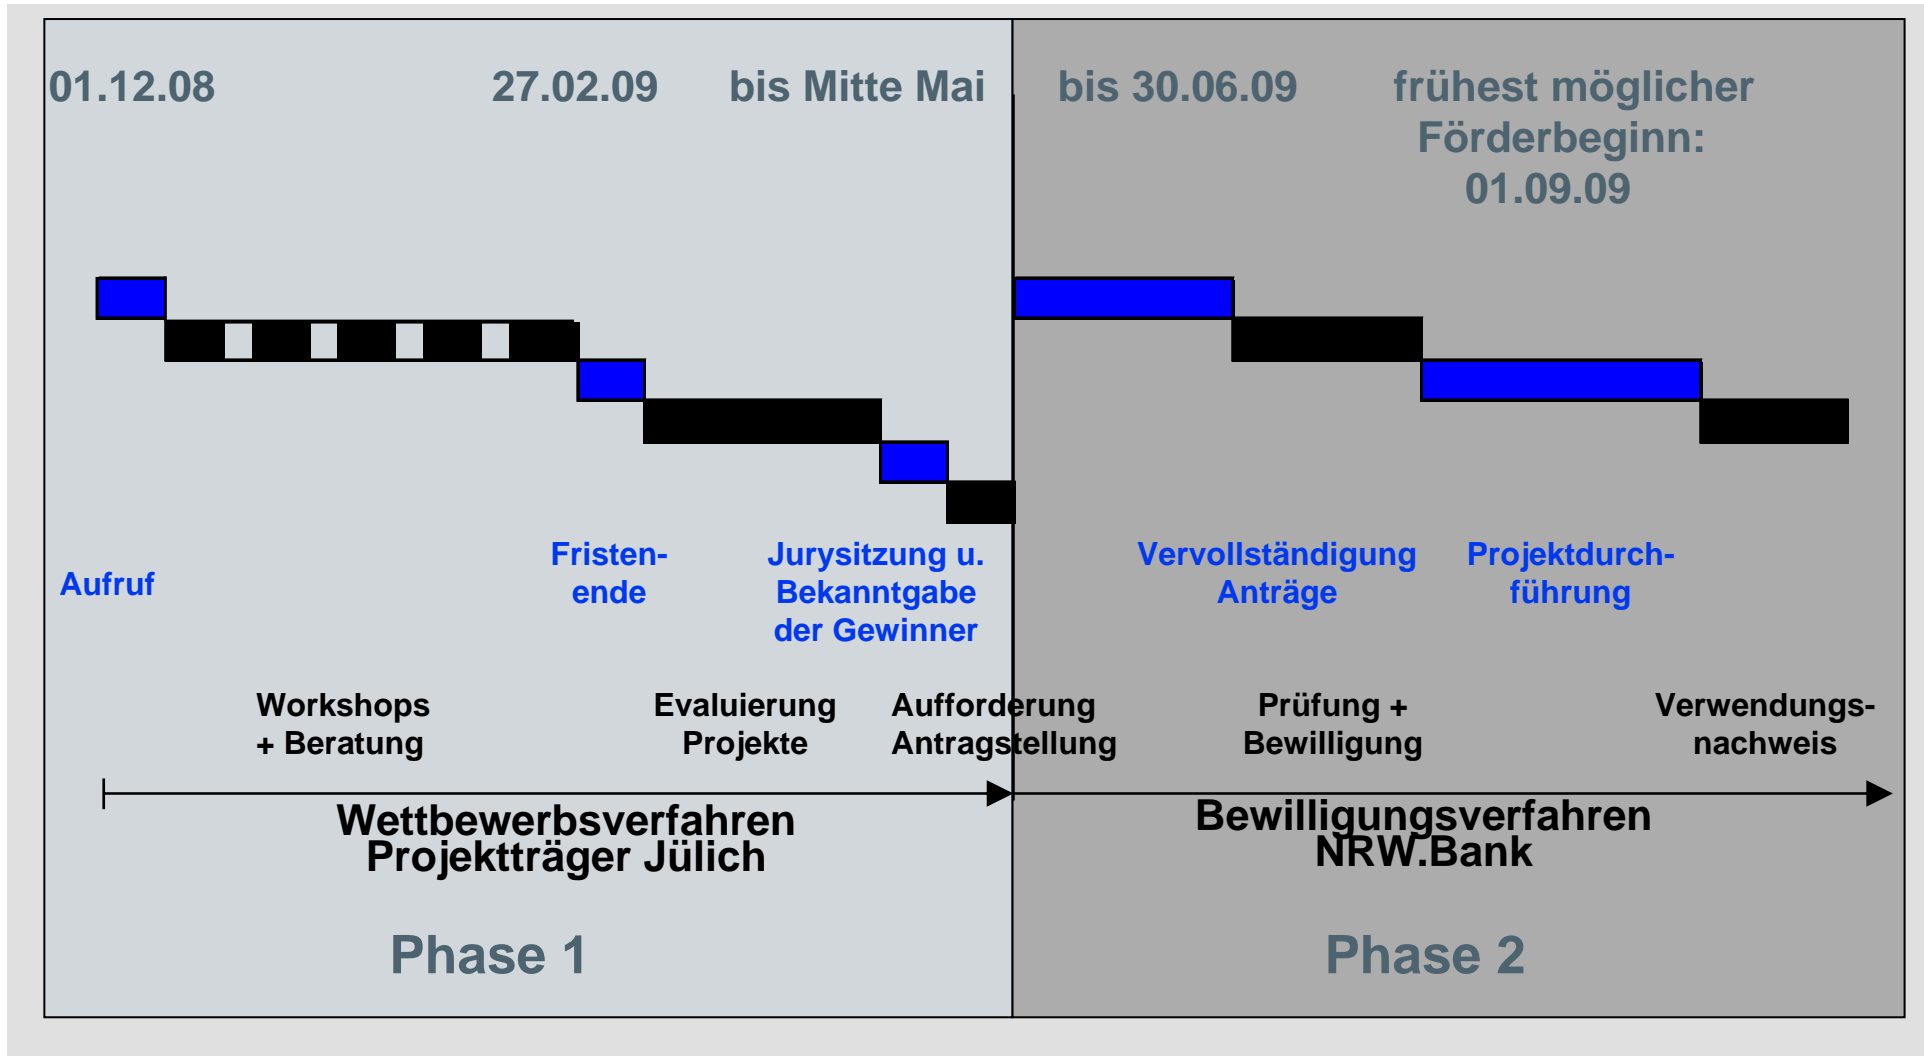 01.12.08
27.02.09
bis Mitte Mai
bis 30.06.09
frühest möglicher
Förderbeginn:
01.09.09
Aufruf
Fristen-
ende
Jurysitzung u.
Bekanntgabe
der Gewinner
Vervollständigung
Anträge
Projektdurch-
führung
Workshops
+ Beratung
Evaluierung
Projekte
Aufforderung
Antragstellung
Prüfung +
Bewilligung
Verwendungs-
nachweis
Wettbewerbsverfahren
Projektträger Jülich
Bewilligungsverfahren
NRW.Bank
Phase 1
Phase 2